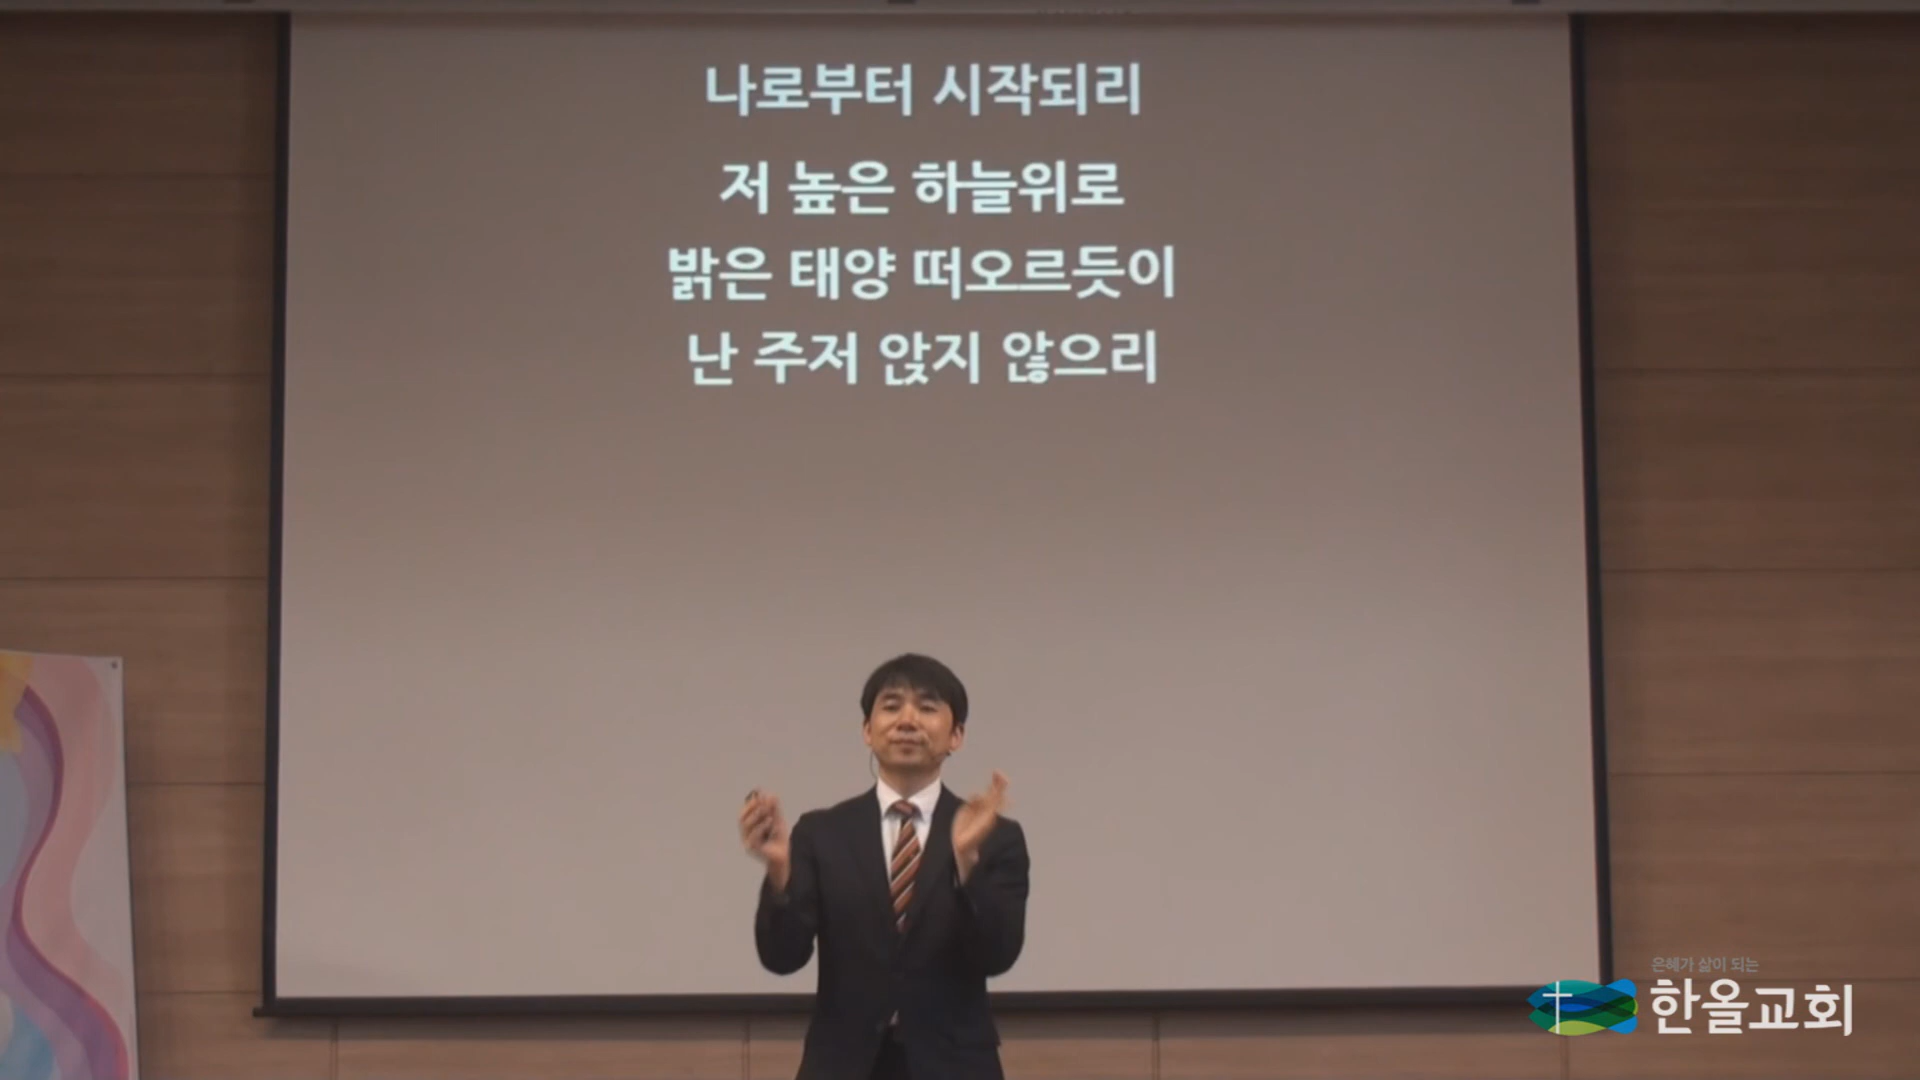 나로부터 시작되리
저 높은 하늘위로
밝은 태양 떠오르듯이
난 주저 앉지 않으리
은혜가 삶이 되는
한올교회